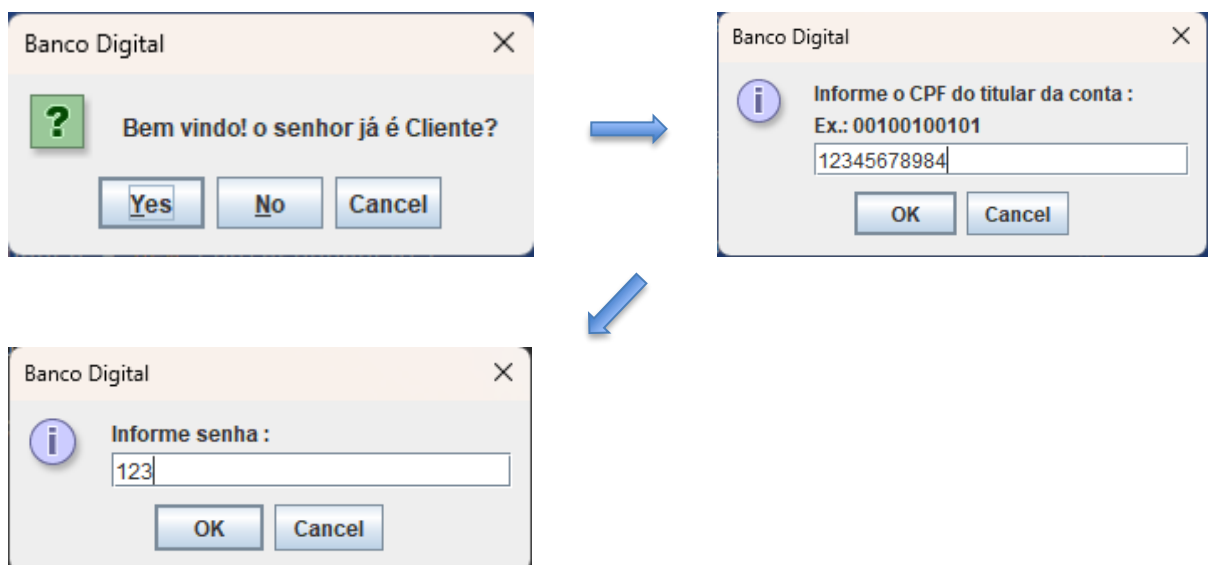 Banco Digital
Bem vindo! o senhor já é Cliente?
Yes No Cancel
Banco Digital
Informe o CPF do titular da conta :
Ex.: 00100100101
12345678984
OK Cancel
Banco Digital
Informe senha :
123
OK Cancel